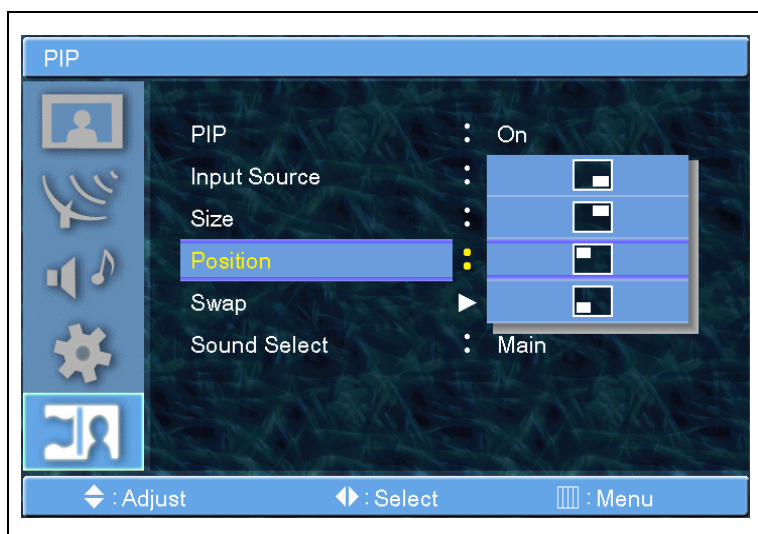 PIP
PIP : On
Input Source :
Size :
Position :
Swap
Sound Select : Main
: Adjust : Select : Menu